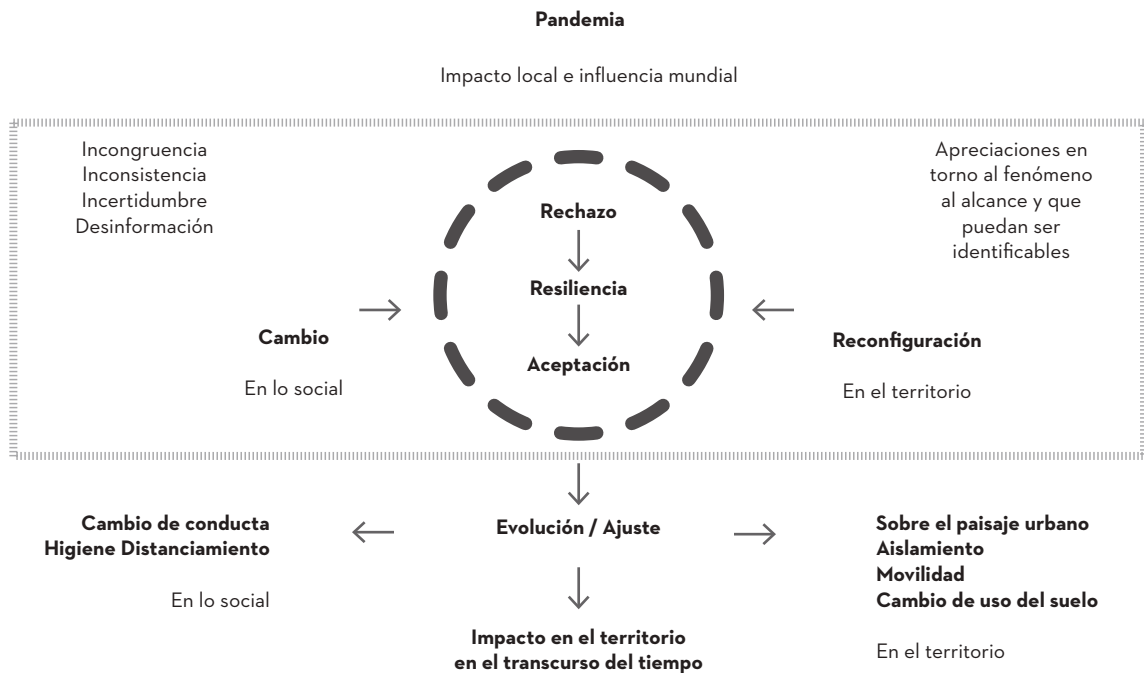 Pandemia
Impacto local e influencia mundial
Incongruencia
Inconsistencia
Incertidumbre
Desinformación
Apreciaciones en
torno al fenómeno
al alcance y que
puedan ser
identificables
Rechazo
Resiliencia
Aceptación
Cambio
En lo social
Reconfiguración
En el territorio
Cambio de conducta
Higiene Distanciamiento
En lo social
Evolución / Ajuste
Sobre el paisaje urbano
Aislamiento
Movilidad
Cambio de uso del suelo
En el territorio
Impacto en el territorio
en el transcurso del tiempo